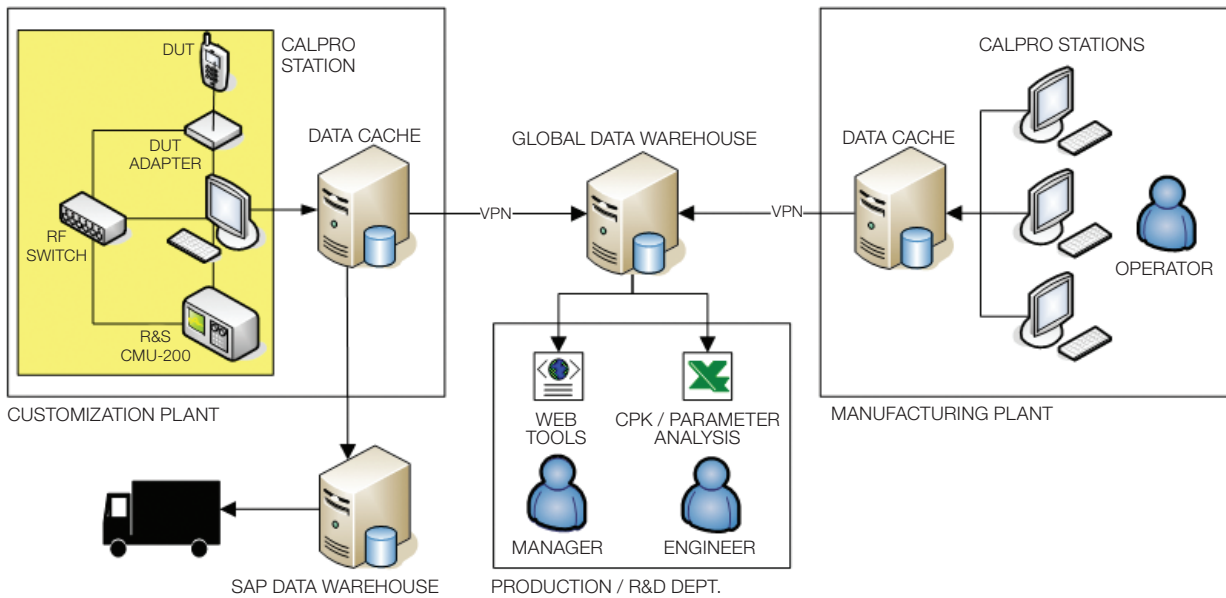 DUT
CALPRO
STATION
DUT
ADAPTER
RF
SWITCH
R&S
CMU-200
DATA CACHE
CUSTOMIZATION PLANT
VPN
GLOBAL DATA WAREHOUSE
VPN
DATA CACHE
CALPRO STATIONS
OPERATOR
MANUFACTURING PLANT
WEB
TOOLS
CPK / PARAMETER
ANALYSIS
MANAGER
ENGINEER
PRODUCTION / R&D DEPT.
SAP DATA WAREHOUSE